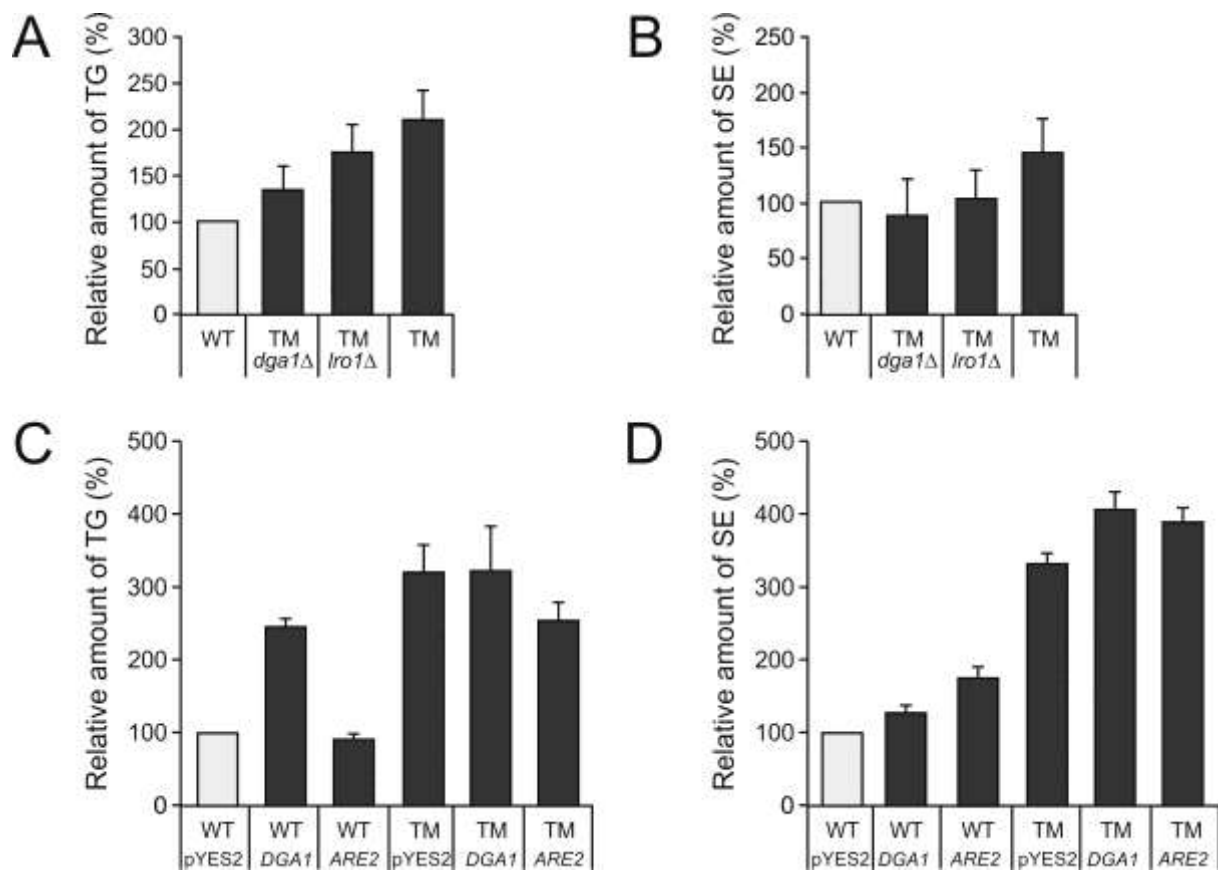 A
Relative amount of TG (%)
300
250
200
150
100
50
0
WT
TM
dga1Δ
TM
lro1Δ
TM
B
Relative amount of SE (%)
250
200
150
100
50
0
WT
TM
dga1Δ
TM
lro1Δ
TM
C
Relative amount of TG (%)
500
400
300
200
100
0
WT
pYES2
WT
DGA1
WT
ARE2
TM
pYES2
TM
DGA1
TM
ARE2
D
Relative amount of SE (%)
500
400
300
200
100
0
WT
pYES2
WT
DGA1
WT
ARE2
TM
pYES2
TM
DGA1
TM
ARE2